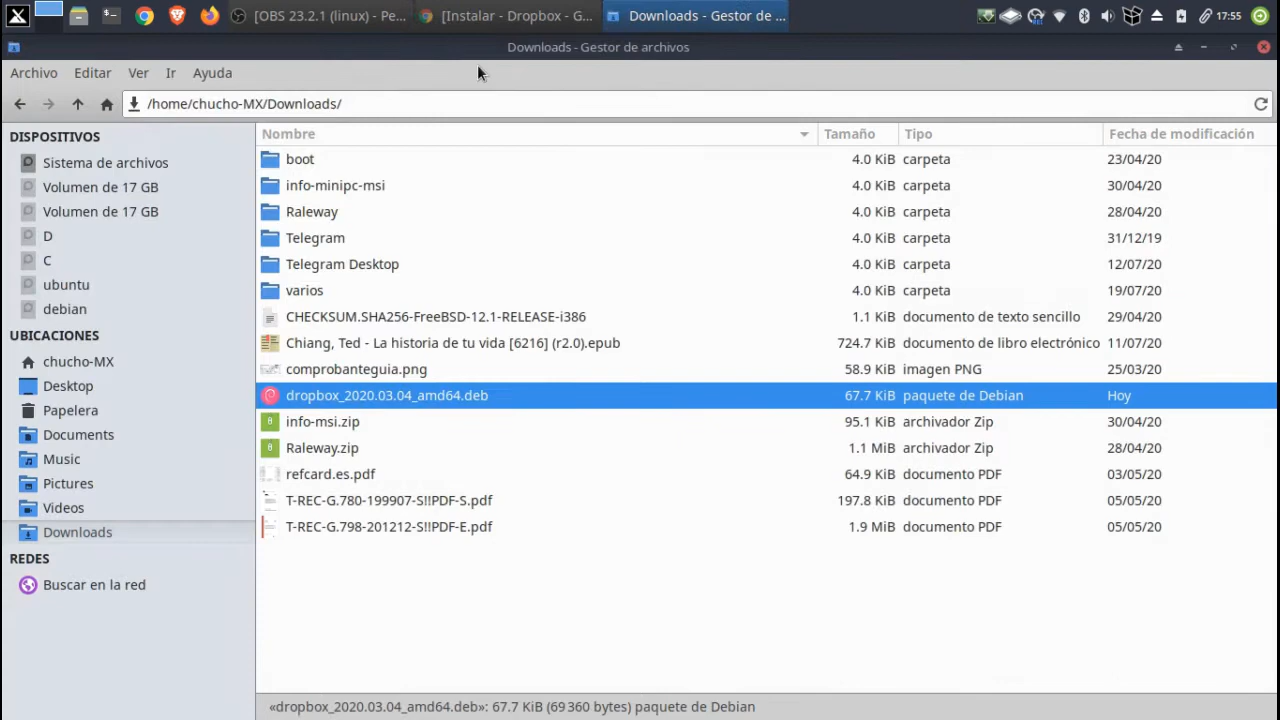 [OBS 23.2.1 (linux) - Pe...
[Instalar - Dropbox - G...
Downloads - Gestor de ...
17:55
Downloads - Gestor de archivos
Archivo Editar Ver Ir Ayuda
/home/chucho-MX/Downloads/
DISPOSITIVOS
Sistema de archivos
Volumen de 17 GB
Volumen de 17 GB
D
C
ubuntu
debian
UBICACIONES
chucho-MX
Desktop
Papelera
Documents
Music
Pictures
Videos
Downloads
REDES
Buscar en la red
Nombre Tamaño Tipo Fecha de modificación
boot 4.0 KiB carpeta 23/04/20
info-minipc-msi 4.0 KiB carpeta 30/04/20
Raleway 4.0 KiB carpeta 28/04/20
Telegram 4.0 KiB carpeta 31/12/19
Telegram Desktop 4.0 KiB carpeta 12/07/20
varios 4.0 KiB carpeta 19/07/20
CHECKSUM.SHA256-FreeBSD-12.1-RELEASE-i386 1.1 KiB documento de texto sencillo 29/04/20
Chiang, Ted - La historia de tu vida [6216] (r2.0).epub 724.7 KiB documento de libro electrónico 11/07/20
comprobanteguia.png 58.9 KiB imagen PNG 25/03/20
dropbox_2020.03.04_amd64.deb 67.7 KiB paquete de Debian Hoy
info-msi.zip 95.1 KiB archivador Zip 30/04/20
Raleway.zip 1.1 MiB archivador Zip 28/04/20
refcard.es.pdf 64.9 KiB documento PDF 03/05/20
T-REC-G.780-199907-S!!PDF-S.pdf 197.8 KiB documento PDF 05/05/20
T-REC-G.798-201212-S!!PDF-E.pdf 1.9 MiB documento PDF 05/05/20
«dropbox_2020.03.04_amd64.deb»: 67.7 KiB (69 360 bytes) paquete de Debian